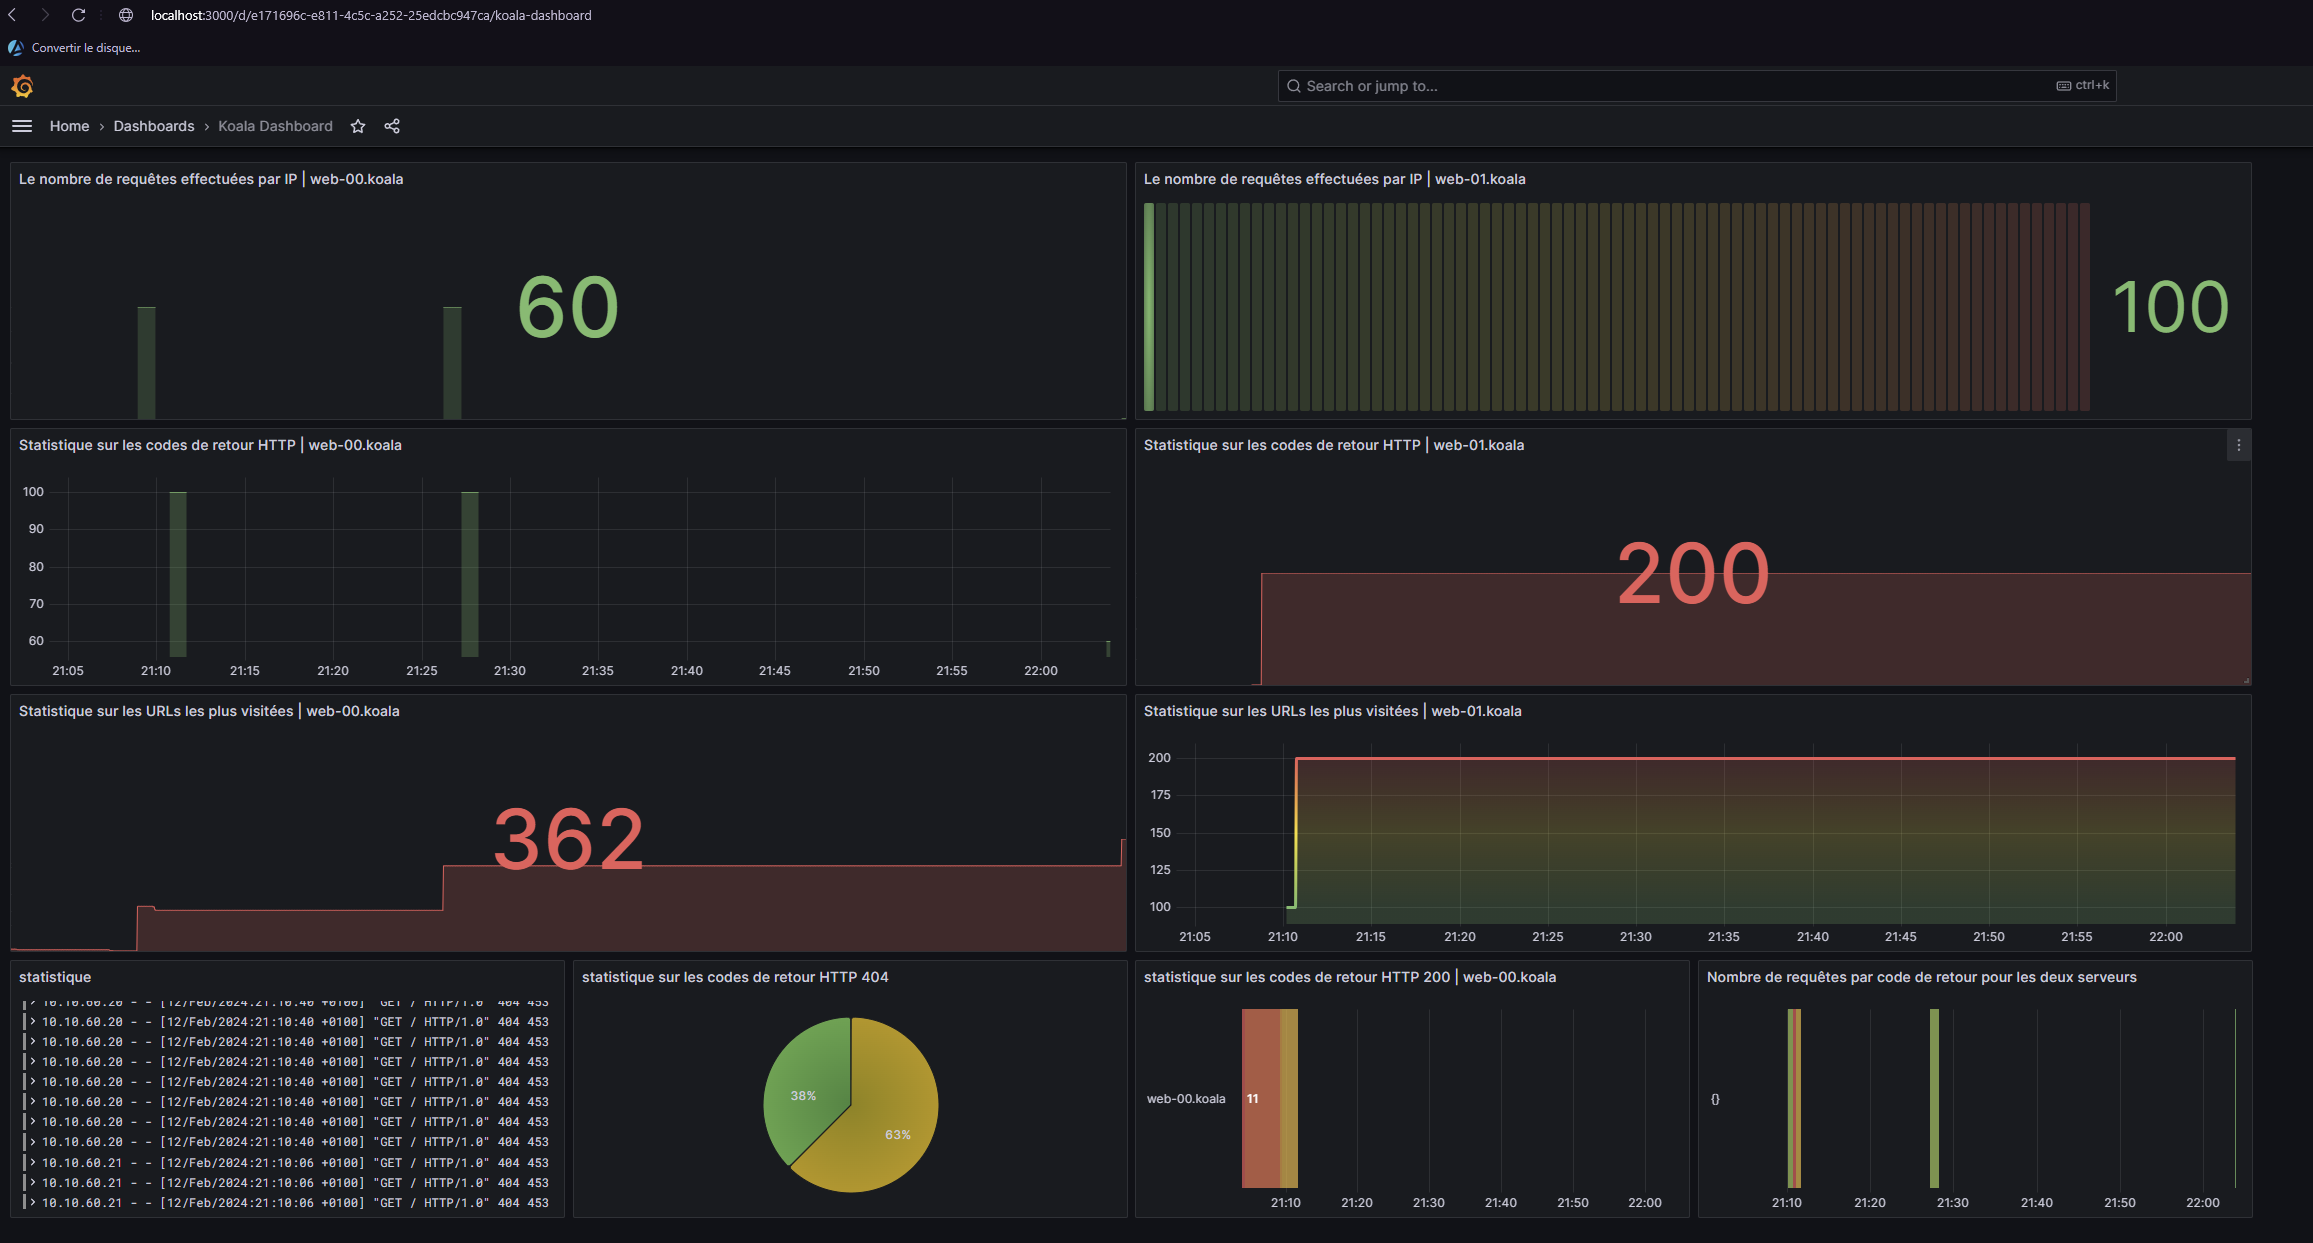 localhost:3000/d/e171696c-e811-4c5c-a252-25edcbc947ca/koala-dashboard
Convertir le disque...
Search or jump to...
ctrl+k
Home › Dashboards › Koala Dashboard
Le nombre de requêtes effectuées par IP | web-00.koala
60
Le nombre de requêtes effectuées par IP | web-01.koala
100
Statistique sur les codes de retour HTTP | web-00.koala
100
90
80
70
60
21:05 21:10 21:15 21:20 21:25 21:30 21:35 21:40 21:45 21:50 21:55 22:00
Statistique sur les codes de retour HTTP | web-01.koala
200
Statistique sur les URLs les plus visitées | web-00.koala
362
Statistique sur les URLs les plus visitées | web-01.koala
200
175
150
125
100
21:05 21:10 21:15 21:20 21:25 21:30 21:35 21:40 21:45 21:50 21:55 22:00
statistique
> 10.10.60.20 - - [12/Feb/2024:21:10:40 +0100] "GET / HTTP/1.0" 404 453
> 10.10.60.20 - - [12/Feb/2024:21:10:40 +0100] "GET / HTTP/1.0" 404 453
> 10.10.60.20 - - [12/Feb/2024:21:10:40 +0100] "GET / HTTP/1.0" 404 453
> 10.10.60.20 - - [12/Feb/2024:21:10:40 +0100] "GET / HTTP/1.0" 404 453
> 10.10.60.20 - - [12/Feb/2024:21:10:40 +0100] "GET / HTTP/1.0" 404 453
> 10.10.60.20 - - [12/Feb/2024:21:10:40 +0100] "GET / HTTP/1.0" 404 453
> 10.10.60.20 - - [12/Feb/2024:21:10:40 +0100] "GET / HTTP/1.0" 404 453
> 10.10.60.20 - - [12/Feb/2024:21:10:40 +0100] "GET / HTTP/1.0" 404 453
> 10.10.60.21 - - [12/Feb/2024:21:10:06 +0100] "GET / HTTP/1.0" 404 453
> 10.10.60.21 - - [12/Feb/2024:21:10:06 +0100] "GET / HTTP/1.0" 404 453
> 10.10.60.21 - - [12/Feb/2024:21:10:06 +0100] "GET / HTTP/1.0" 404 453
statistique sur les codes de retour HTTP 404
38%
63%
statistique sur les codes de retour HTTP 200 | web-00.koala
web-00.koala
11
21:10 21:20 21:30 21:40 21:50 22:00
Nombre de requêtes par code de retour pour les deux serveurs
{}
21:10 21:20 21:30 21:40 21:50 22:00